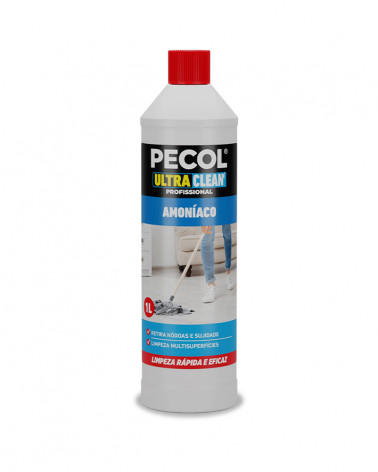 PECOL®
ULTRA CLEAN®
PROFISSIONAL
AMONÍACO
1L
RETIRA NÓDOAS E SUJIDADE
LIMPEZA MULTISUPERFÍCIES
LIMPEZA RÁPIDA E EFICAZ